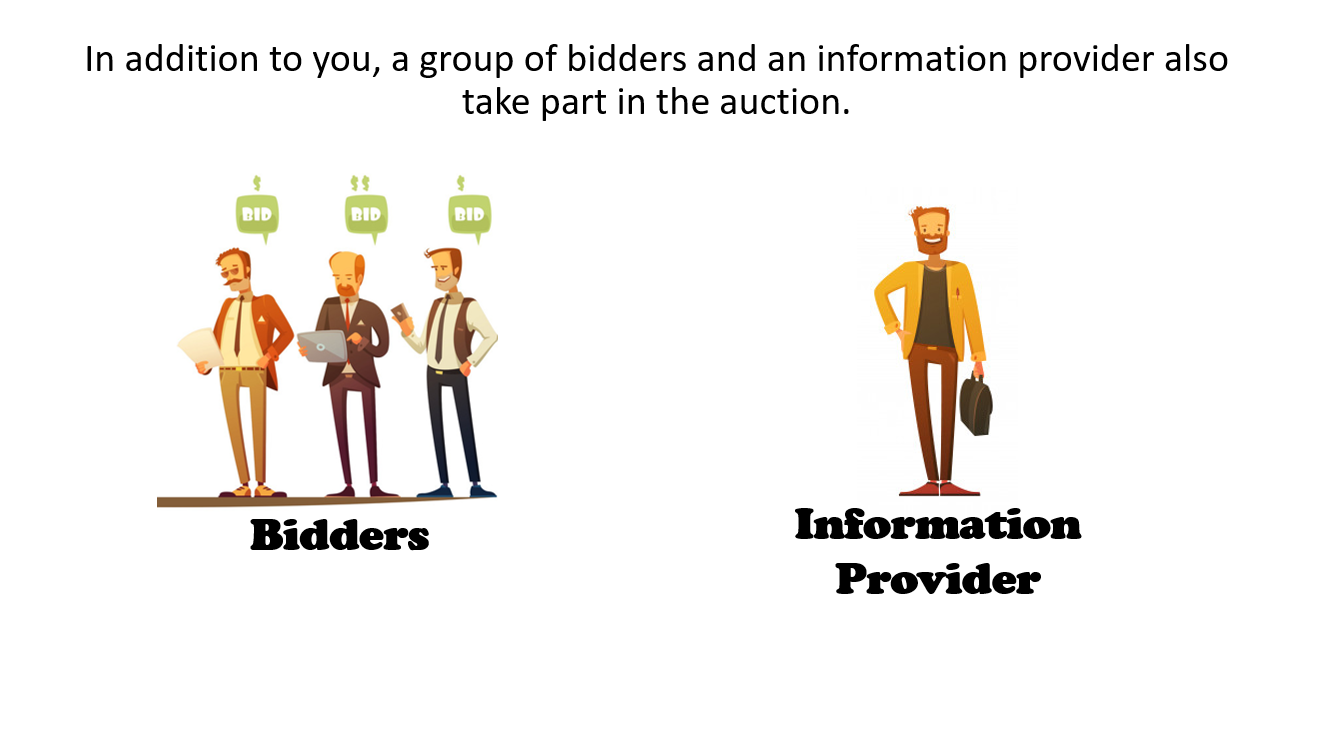 In addition to you, a group of bidders and an information provider also
take part in the auction.
$ $$ $
BID BID BID
Bidders
Information
Provider